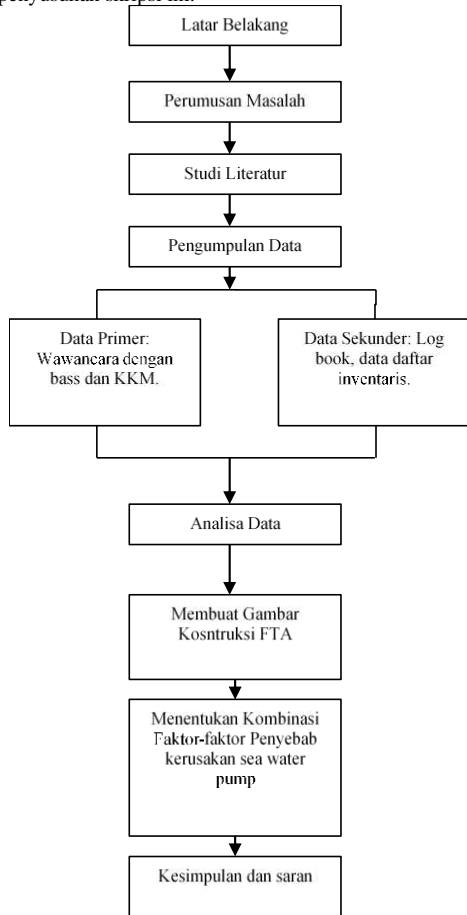 penyusunan skripsi ini.
Latar Belakang
Perumusan Masalah
Studi Literatur
Pengumpulan Data
Data Primer:
Wawancara dengan
bass dan KKM.
Data Sekunder: Log
book, data daftar
inventaris.
Analisa Data
Membuat Gambar
Kosntruksi FTA
Menentukan Kombinasi
Faktor-faktor Penyebab
kerusakan sea water
pump
Kesimpulan dan saran